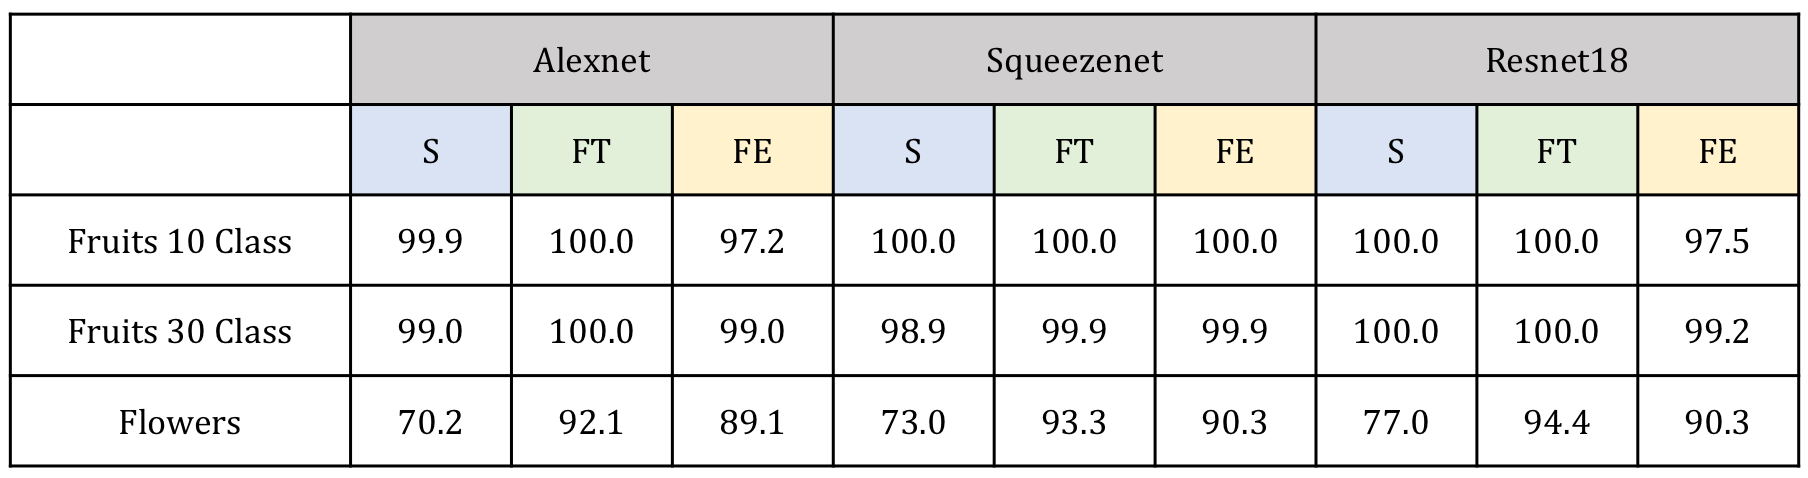 Alexnet Squeezenet Resnet18
S FT FE S FT FE S FT FE
Fruits 10 Class 99.9 100.0 97.2 100.0 100.0 100.0 100.0 100.0 97.5
Fruits 30 Class 99.0 100.0 99.0 98.9 99.9 99.9 100.0 100.0 99.2
Flowers 70.2 92.1 89.1 73.0 93.3 90.3 77.0 94.4 90.3